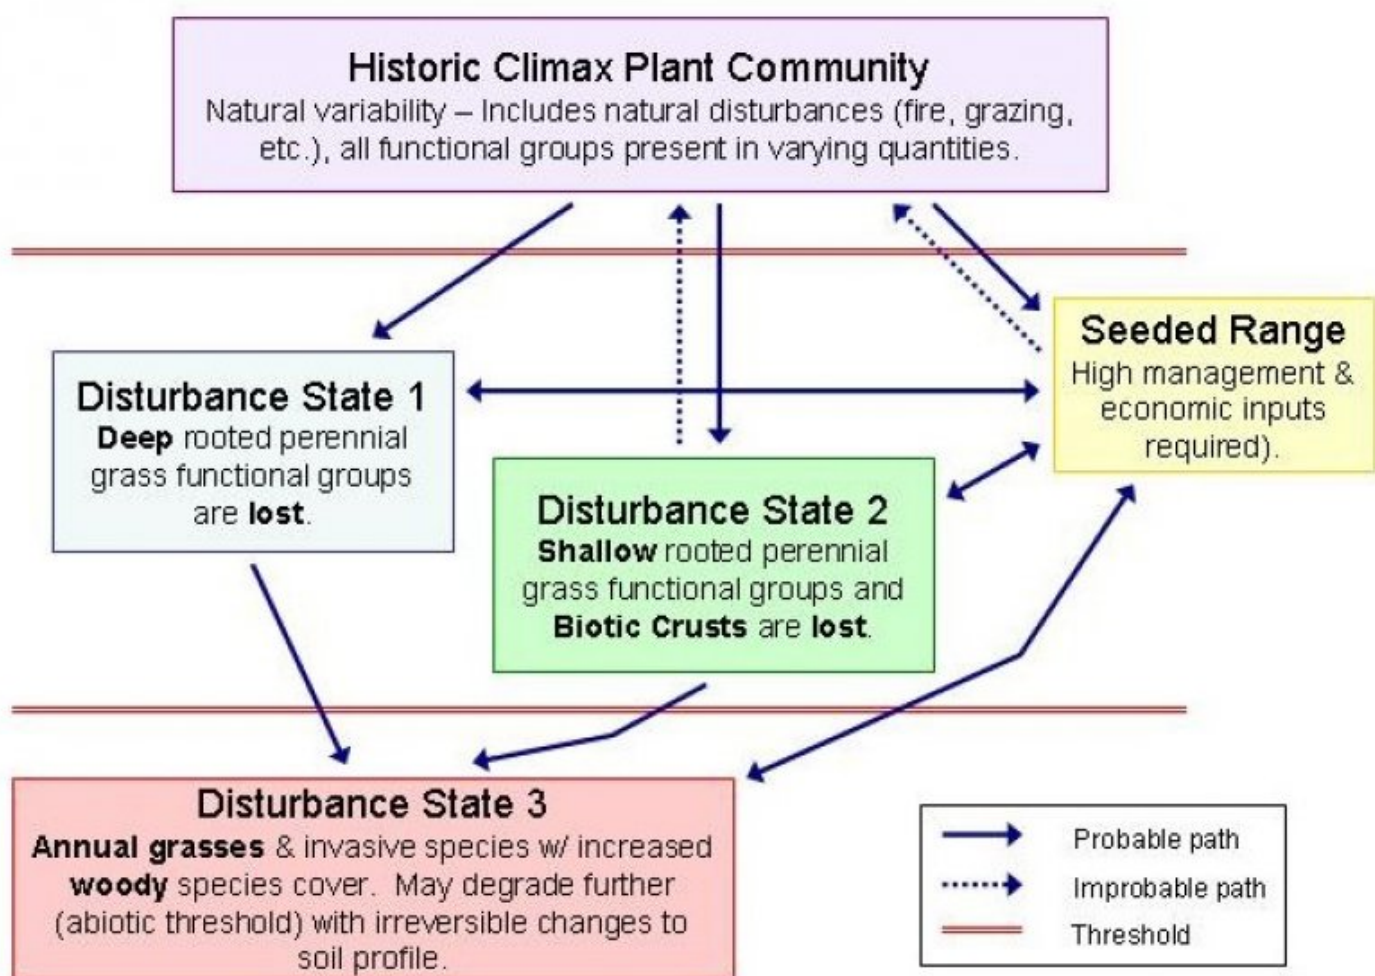 Historic Climax Plant Community
Natural variability – Includes natural disturbances (fire, grazing,
etc.), all functional groups present in varying quantities.
Seeded Range
High management &
economic inputs
required).
Disturbance State 1
Deep rooted perennial
grass functional groups
are lost.
Disturbance State 2
Shallow rooted perennial
grass functional groups and
Biotic Crusts are lost.
Disturbance State 3
Annual grasses & invasive species w/ increased
woody species cover. May degrade further
(abiotic threshold) with irreversible changes to
soil profile.
Probable path
Improbable path
Threshold